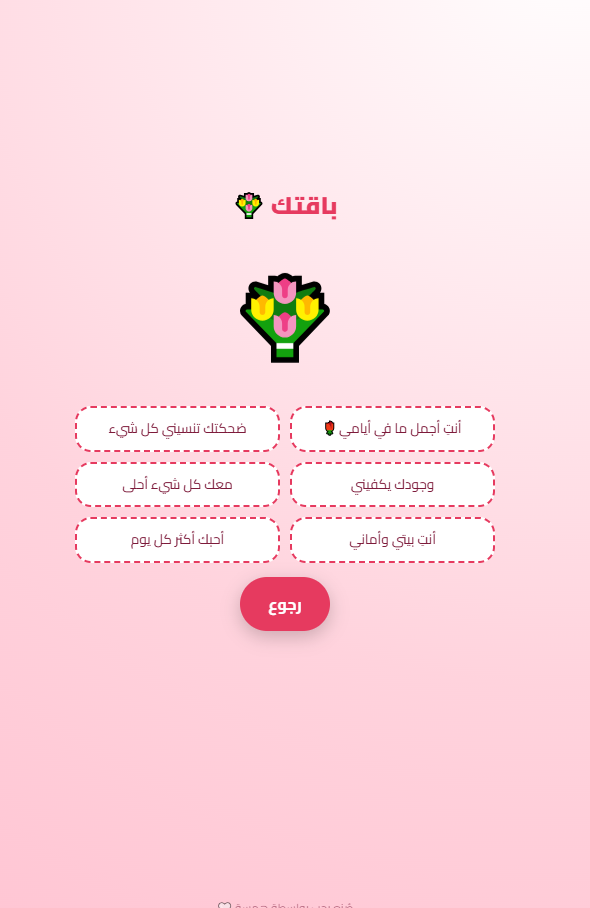 باقتك 💐
أنتِ أجمل ما في أيامي 🌹
ضحكتك تنسيني كل شيء
وجودك يكفيني
معك كل شيء أحلى
أنتِ بيتي وأماني
أحبك أكثر كل يوم
رجوع